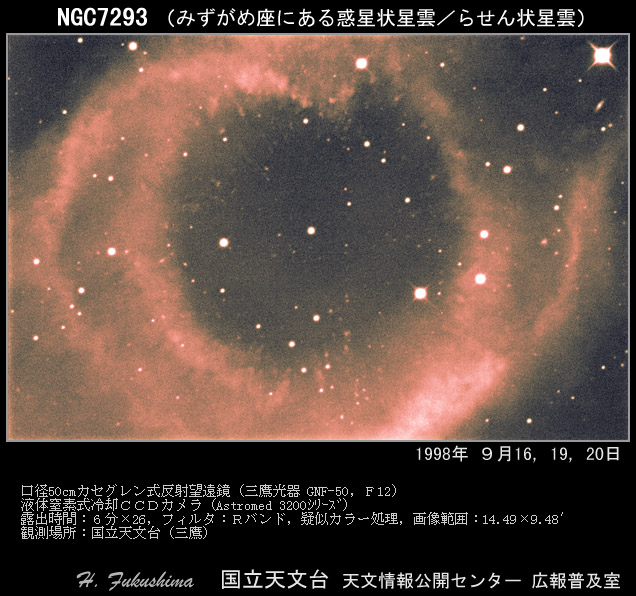 NGC7293 (みずがめ座にある惑星状星雲／らせん状星雲)
1998年 9月16, 19, 20日
口径50cmカセグレン式反射望遠鏡 (三鷹光器 GNF-50, Ｆ12)
液体窒素式冷却ＣＣＤカメラ (Astromed 3200ｼﾘｰｽﾞ)
露出時間：６分×26, フィルタ：Ｒバンド, 疑似カラー処理, 画像範囲：14.49×9.48′
観測場所：国立天文台 (三鷹)
H. Fukushima 国立天文台 天文情報公開センター 広報普及室